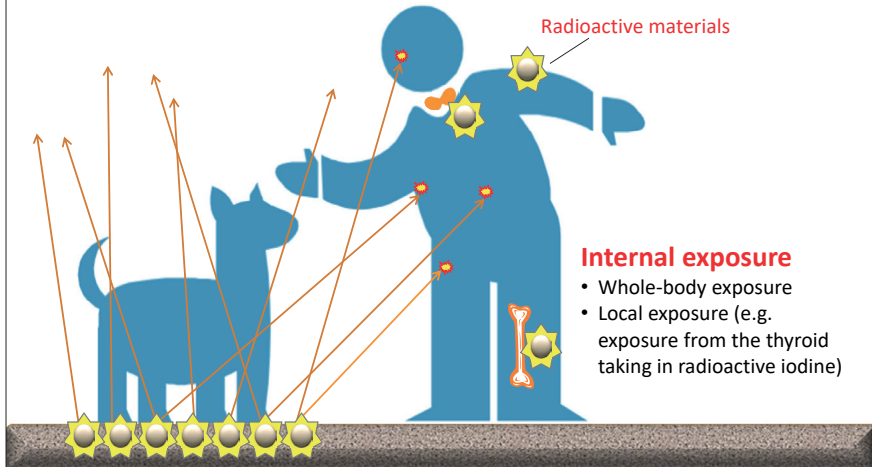 Radioactive materials
Internal exposure
• Whole-body exposure
• Local exposure (e.g.
exposure from the thyroid
taking in radioactive iodine)